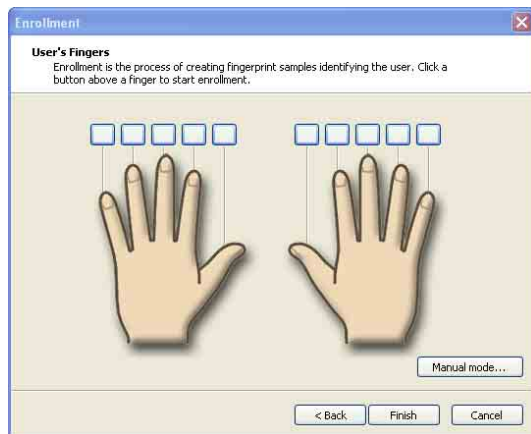 Enrollment
User's Fingers
Enrollment is the process of creating fingerprint samples identifying the user. Click a
button above a finger to start enrollment.
Manual mode...
< Back
Finish
Cancel